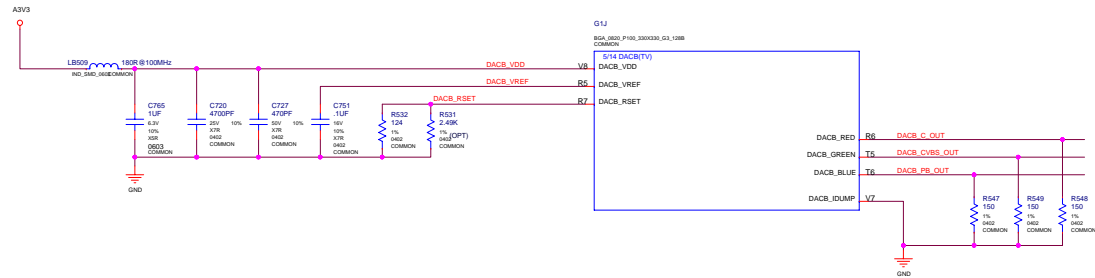 A3V3
G1J
BGA_0820_P100_330X330_G3_128B
COMMON
5/14 DACB(TV)
LB509 180R@100MHz
IND_SMD_0603 COMMON
DACB_VDD V8 DACB_VDD
DACB_VREF R5 DACB_VREF
DACB_RSET R7 DACB_RSET
C765
1UF
6.3V
10%
X5R
0603
COMMON
C720
4700PF
25V 10%
X7R
0402
COMMON
C727
470PF
50V 10%
X7R
0402
COMMON
C751
.1UF
16V
10%
X7R
0402
COMMON
R532
124
1%
0402
COMMON
R531
2.49K
1%
0402
(OPT)
COMMON
GND
DACB_RED R6 DACB_C_OUT
DACB_GREEN T5 DACB_CVBS_OUT
DACB_BLUE T6 DACB_PB_OUT
DACB_IDUMP V7
R547
150
1%
0402
COMMON
R549
150
1%
0402
COMMON
R548
150
1%
0402
COMMON
GND